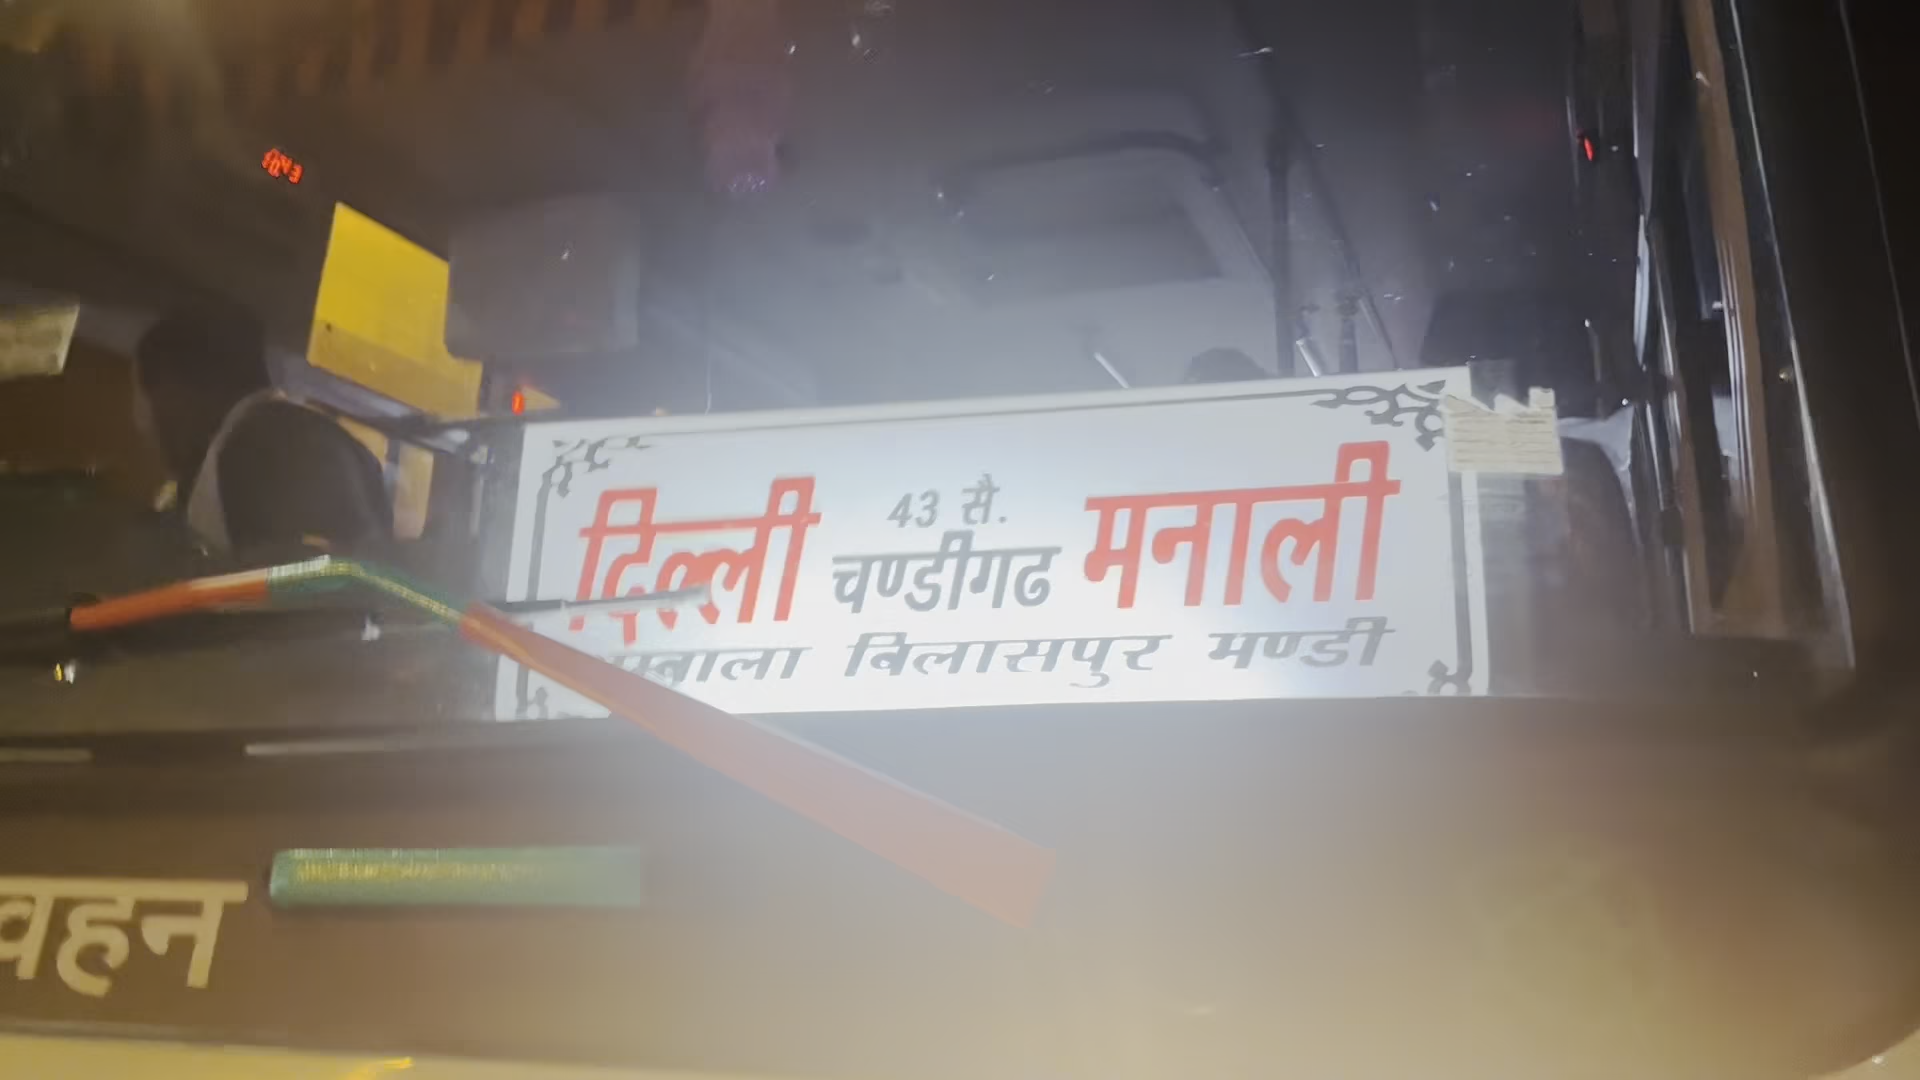 43 सै.
दिल्ली चण्डीगढ मनाली
बिलासपुर मण्डी
वहन